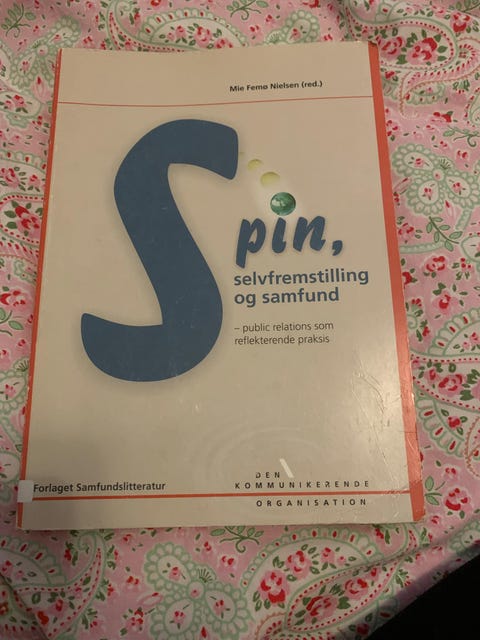 Mie Femø Nielsen (red.)
Spin,
selvfremstilling
og samfund
– public relations som
reflekterende praksis
Forlaget Samfundslitteratur
DEN
KOMMUNIKERENDE
ORGANISATION